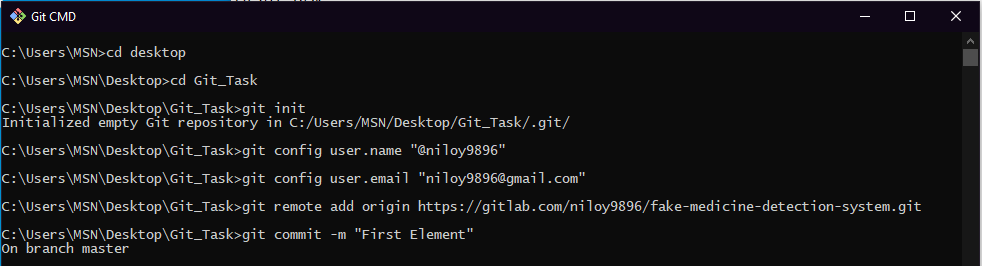 Git CMD
C:\Users\MSN>cd desktop
C:\Users\MSN\Desktop>cd Git_Task
C:\Users\MSN\Desktop\Git_Task>git init
Initialized empty Git repository in C:/Users/MSN/Desktop/Git_Task/.git/
C:\Users\MSN\Desktop\Git_Task>git config user.name "@niloy9896"
C:\Users\MSN\Desktop\Git_Task>git config user.email "niloy9896@gmail.com"
C:\Users\MSN\Desktop\Git_Task>git remote add origin https://gitlab.com/niloy9896/fake-medicine-detection-system.git
C:\Users\MSN\Desktop\Git_Task>git commit -m "First Element"
On branch master